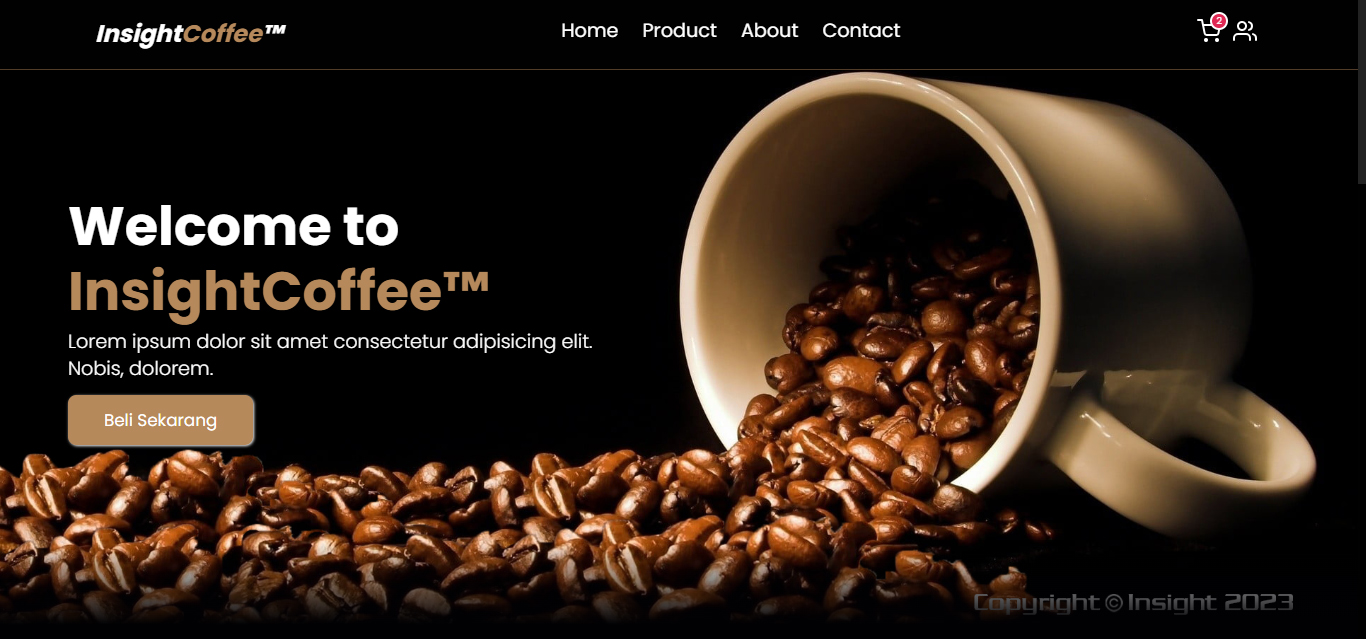 InsightCoffee™
Home Product About Contact
2
Welcome to
InsightCoffee™
Lorem ipsum dolor sit amet consectetur adipisicing elit.
Nobis, dolorem.
Beli Sekarang
Copyright © Insight 2023